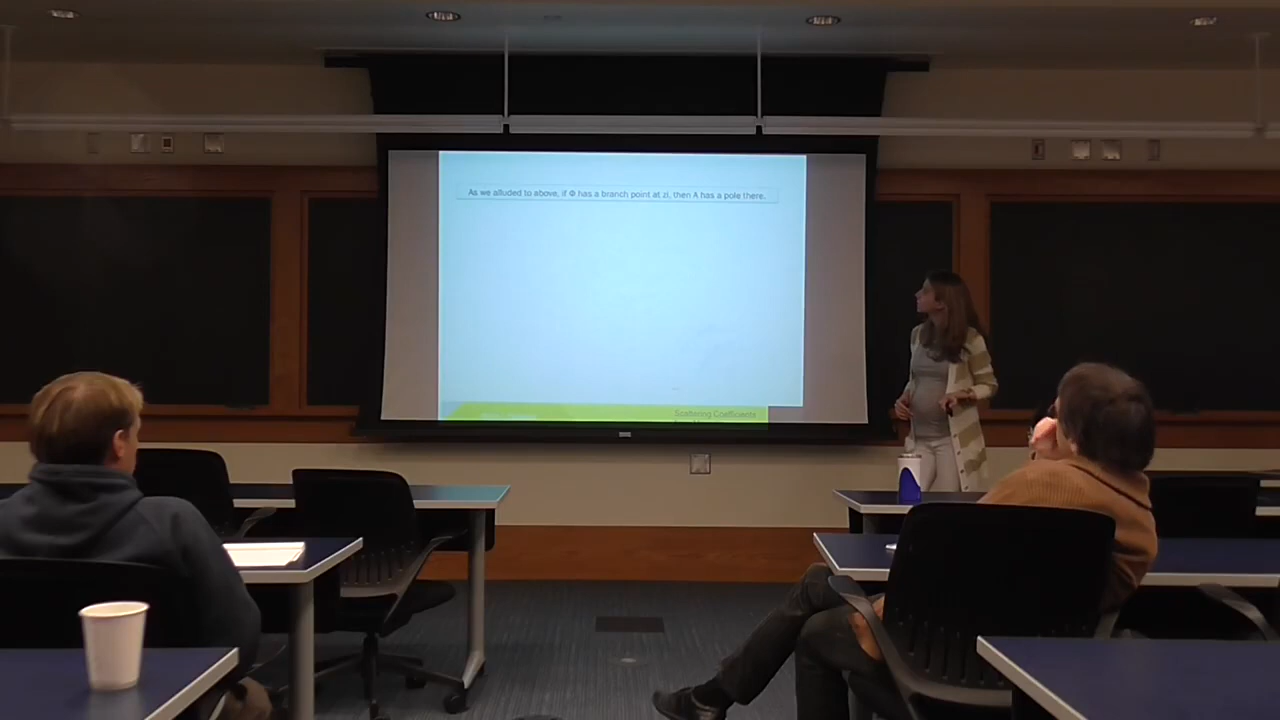 As we alluded to above, if Φ has a branch point at zi, then A has a pole there.
Scattering Coefficients